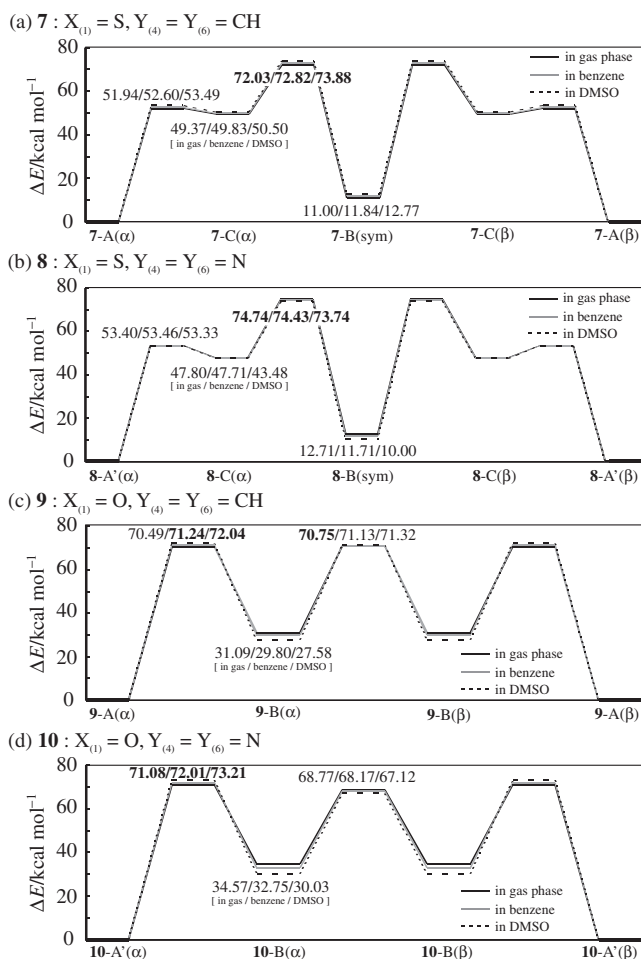 (a) 7 : X(1) = S, Y(4) = Y(6) = CH
80
60
40
20
0
ΔE/kcal mol−1
51.94/52.60/53.49
72.03/72.82/73.88
49.37/49.83/50.50
[ in gas / benzene / DMSO ]
11.00/11.84/12.77
in gas phase
in benzene
in DMSO
7-A(α) 7-C(α) 7-B(sym) 7-C(β) 7-A(β)
(b) 8 : X(1) = S, Y(4) = Y(6) = N
80
60
40
20
0
ΔE/kcal mol−1
53.40/53.46/53.33
74.74/74.43/73.74
47.80/47.71/43.48
[ in gas / benzene / DMSO ]
12.71/11.71/10.00
in gas phase
in benzene
in DMSO
8-A'(α) 8-C(α) 8-B(sym) 8-C(β) 8-A'(β)
(c) 9 : X(1) = O, Y(4) = Y(6) = CH
80
60
40
20
0
ΔE/kcal mol−1
70.49/71.24/72.04
70.75/71.13/71.32
31.09/29.80/27.58
[ in gas / benzene / DMSO ]
in gas phase
in benzene
in DMSO
9-A(α) 9-B(α) 9-B(β) 9-A(β)
(d) 10 : X(1) = O, Y(4) = Y(6) = N
80
60
40
20
0
ΔE/kcal mol−1
71.08/72.01/73.21
68.77/68.17/67.12
34.57/32.75/30.03
[ in gas / benzene / DMSO ]
in gas phase
in benzene
in DMSO
10-A'(α) 10-B(α) 10-B(β) 10-A'(β)